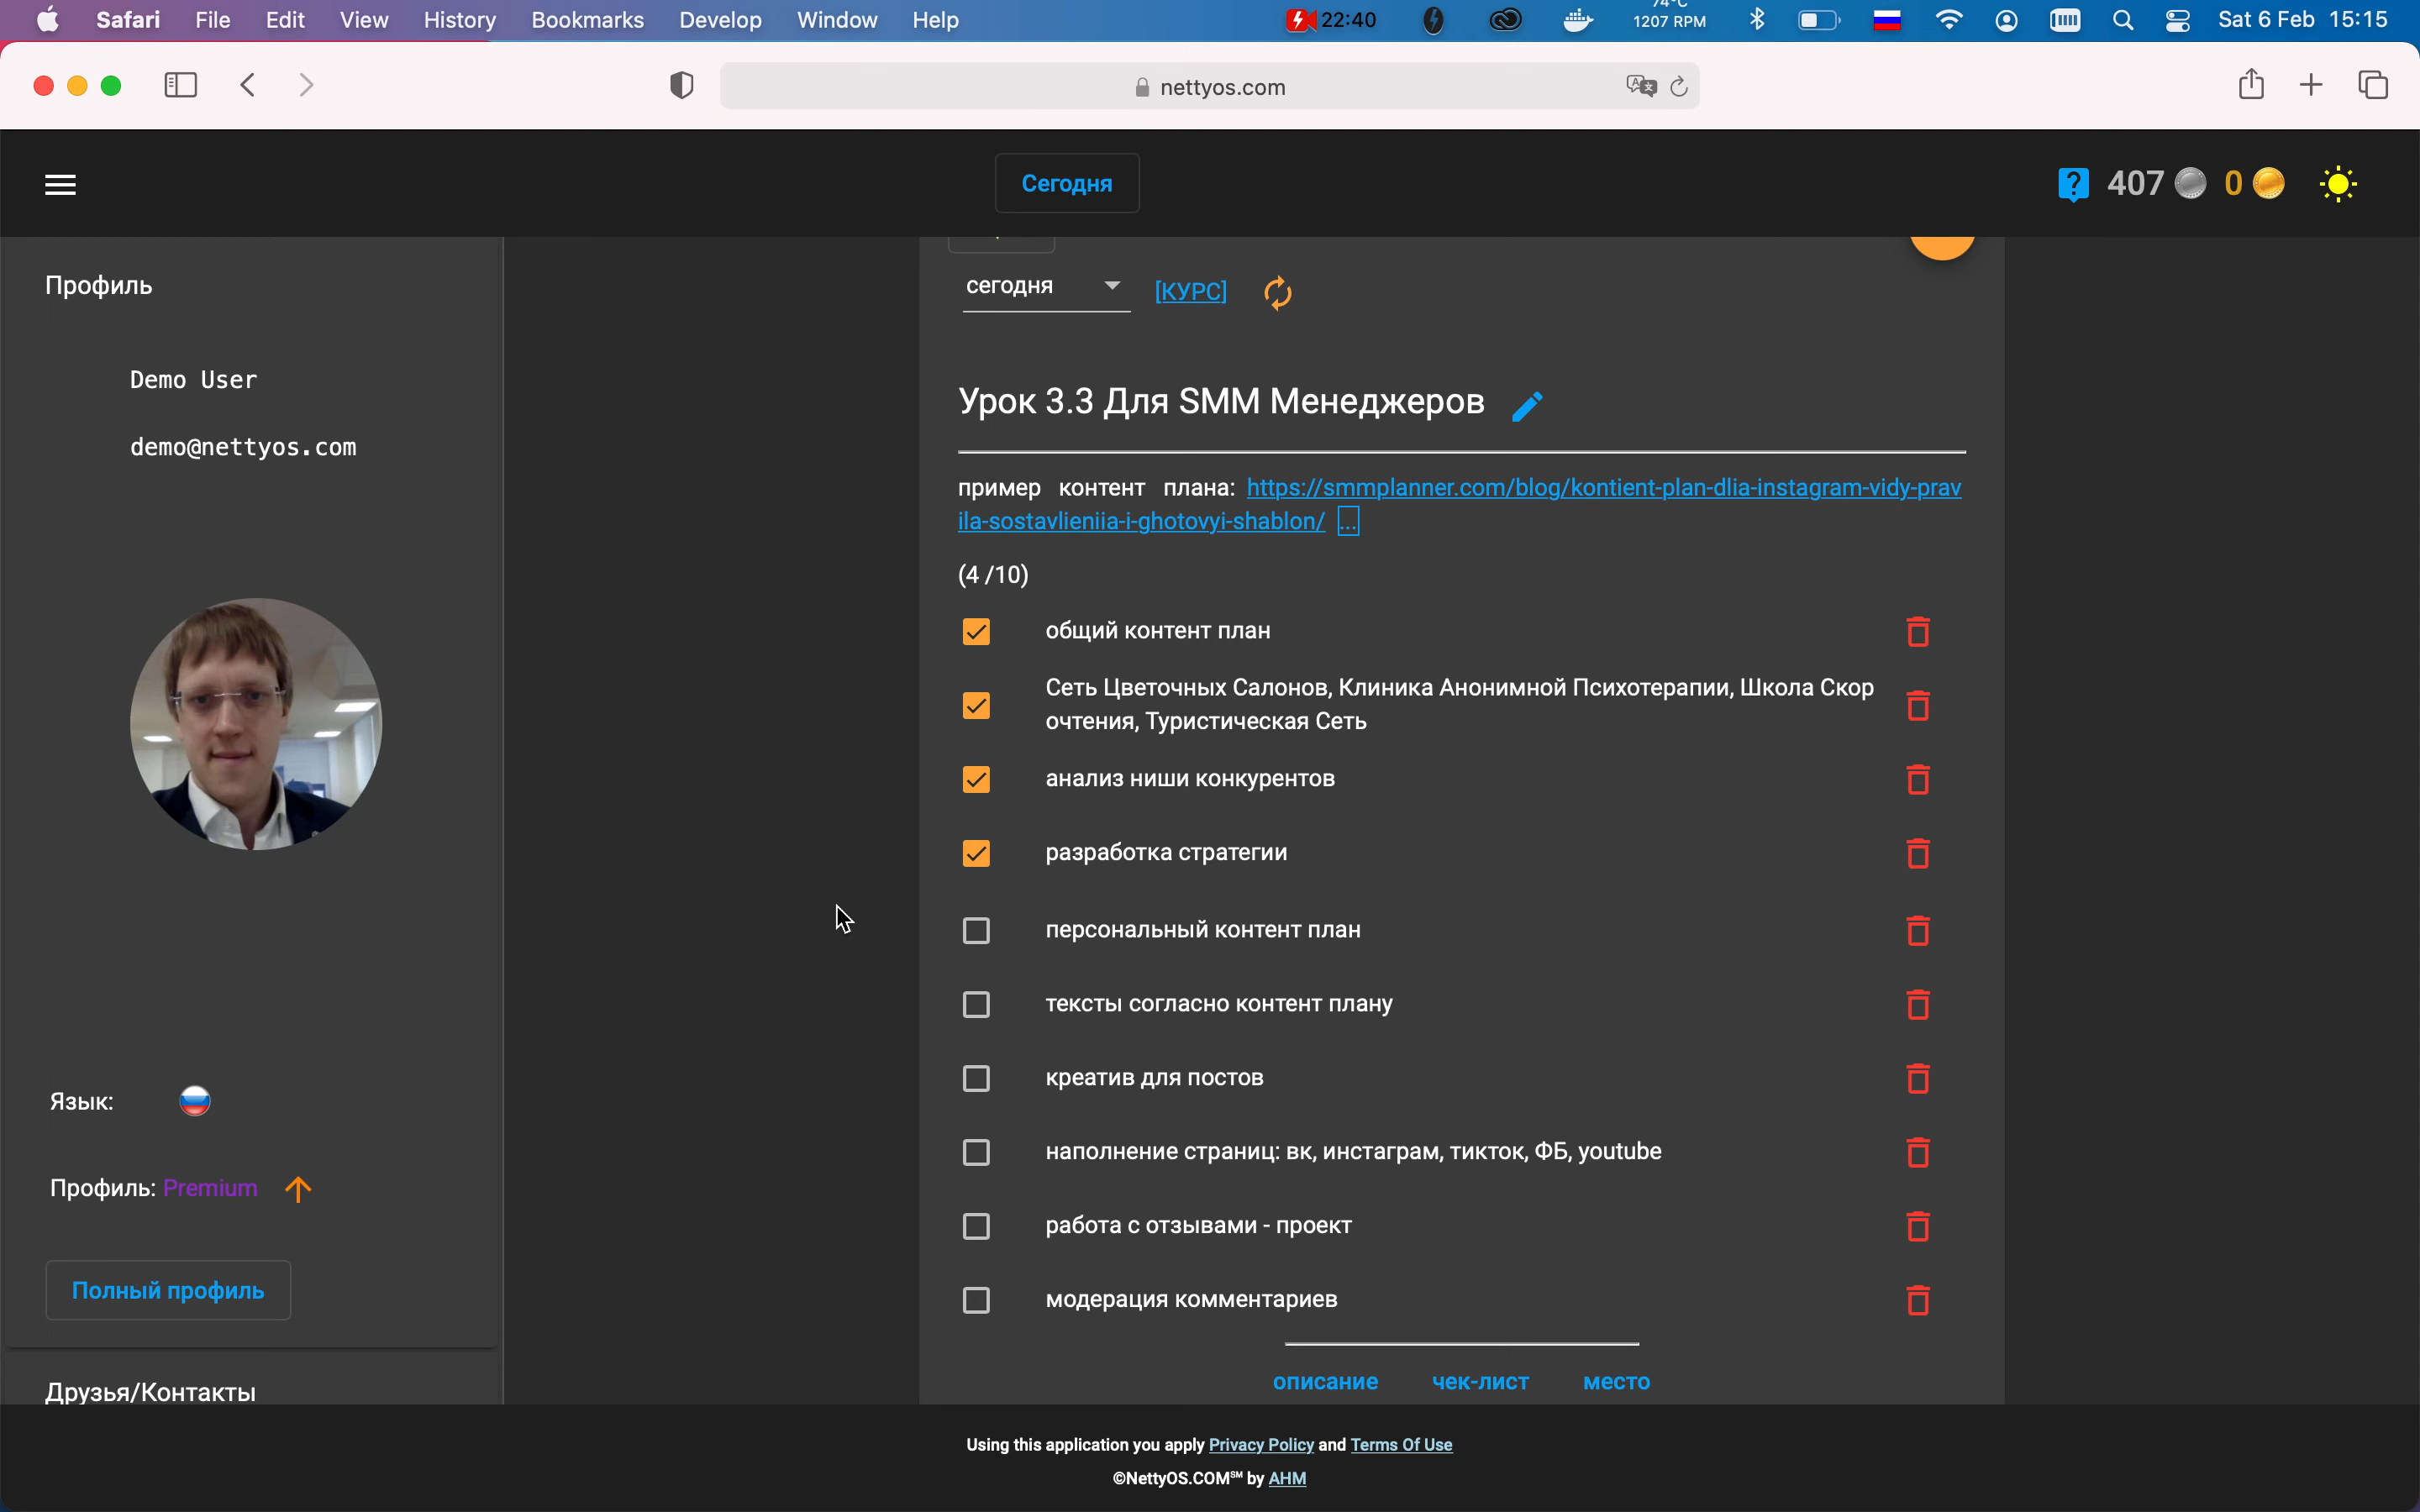 Safari File Edit View History Bookmarks Develop Window Help 22:40 74°C 1207 RPM Sat 6 Feb 15:15
nettyos.com
Сегодня
407 0
Профиль
Demo User
demo@nettyos.com
Язык:
Профиль: Premium
Полный профиль
Друзья/Контакты
сегодня [КУРС]
Урок 3.3 Для SMM Менеджеров
пример контент плана: https://smmplanner.com/blog/kontient-plan-dlia-instagram-vidy-prav
ila-sostavlieniia-i-ghotovyi-shablon/ ...
(4 /10)
общий контент план
Сеть Цветочных Салонов, Клиника Анонимной Психотерапии, Школа Скор
очтения, Туристическая Сеть
анализ ниши конкурентов
разработка стратегии
персональный контент план
тексты согласно контент плану
креатив для постов
наполнение страниц: вк, инстаграм, тикток, ФБ, youtube
работа с отзывами - проект
модерация комментариев
описание чек-лист место
Using this application you apply Privacy Policy and Terms Of Use
©NettyOS.COM℠ by AHM